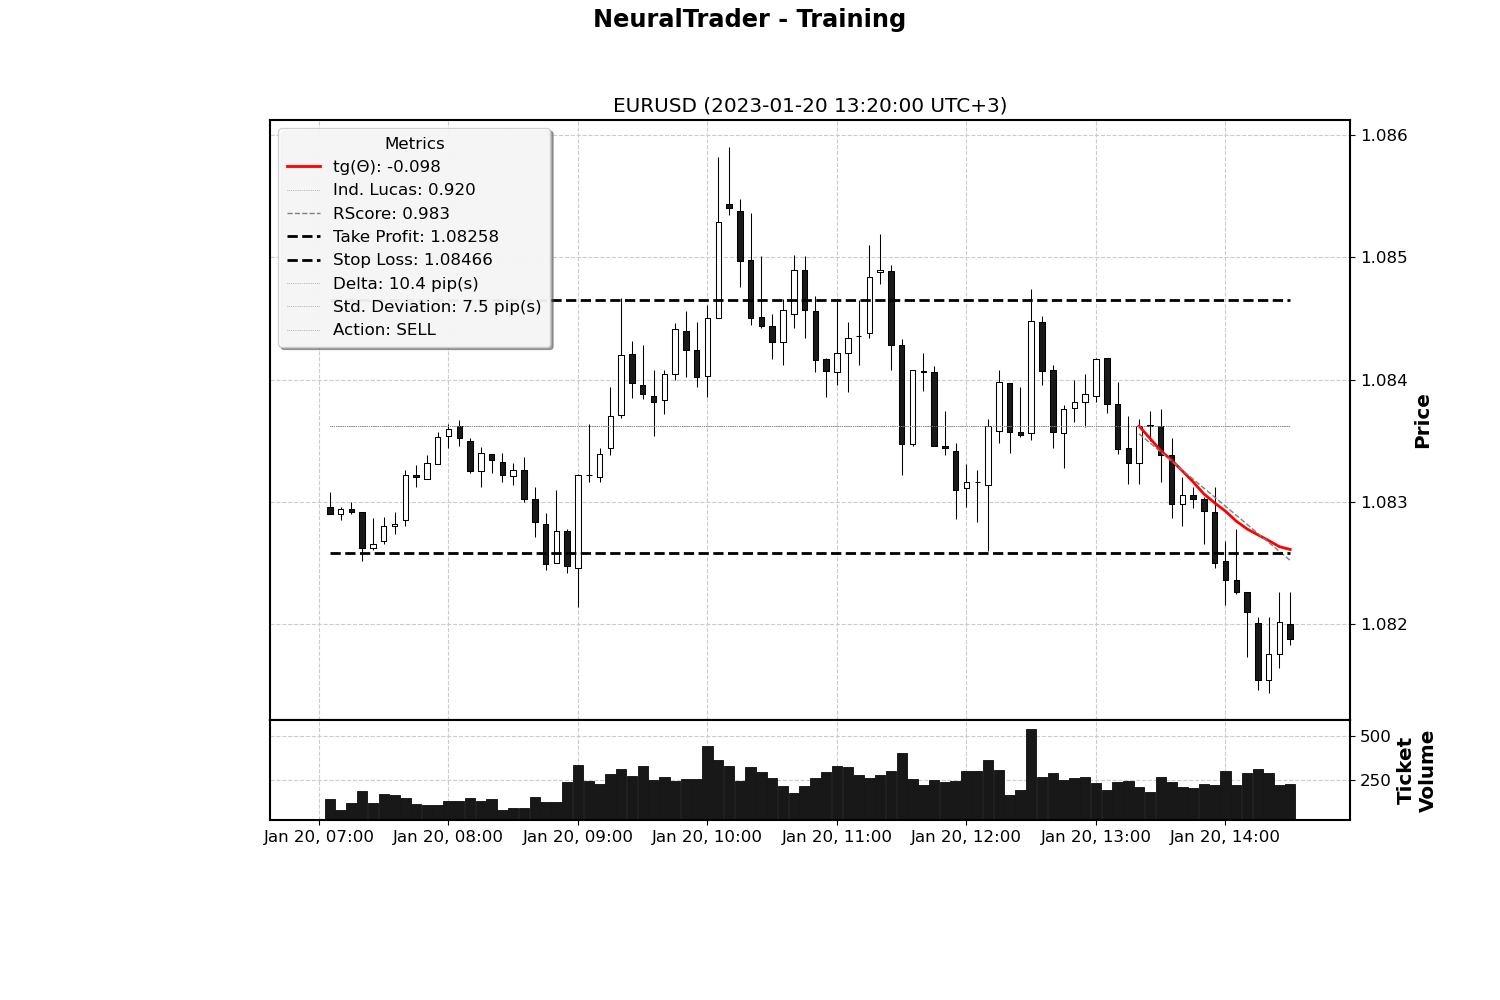 NeuralTrader - Training
EURUSD (2023-01-20 13:20:00 UTC+3)
Metrics
tg(Θ): -0.098
Ind. Lucas: 0.920
RScore: 0.983
Take Profit: 1.08258
Stop Loss: 1.08466
Delta: 10.4 pip(s)
Std. Deviation: 7.5 pip(s)
Action: SELL
1.086
1.085
1.084
1.083
1.082
Price
500
250
Ticket
Volume
Jan 20, 07:00
Jan 20, 08:00
Jan 20, 09:00
Jan 20, 10:00
Jan 20, 11:00
Jan 20, 12:00
Jan 20, 13:00
Jan 20, 14:00